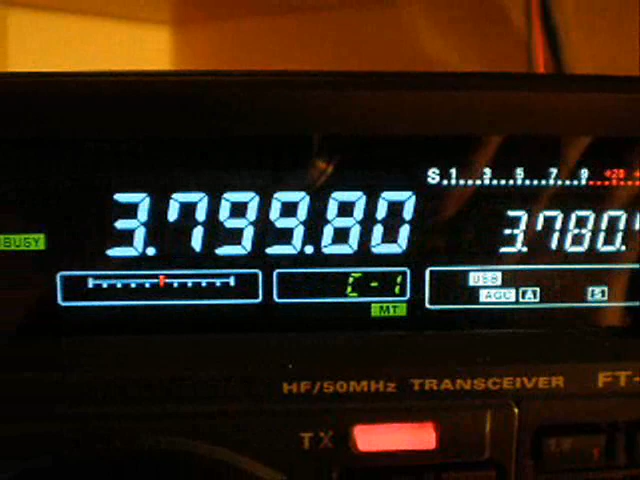 S 1 3 5 7 9 +20
BUSY 3.799.80 3.780.
C-1 USB
AGC A
MT
HF/50MHz TRANSCEIVER FT-
TX